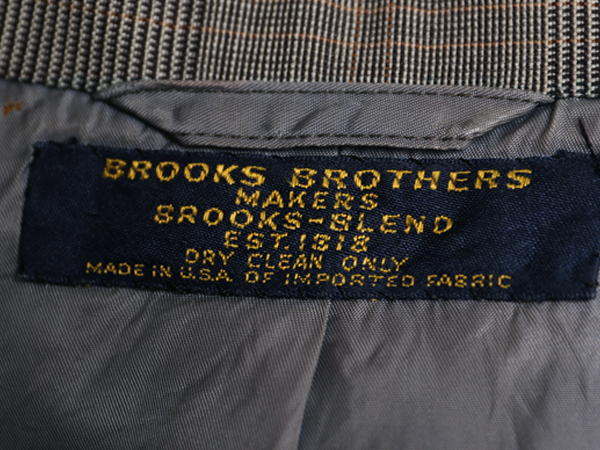 BROOKS BROTHERS
MAKERS
BROOKS-BLEND
EST. 1818
DRY CLEAN ONLY
MADE IN U.S.A. OF IMPORTED FABRIC